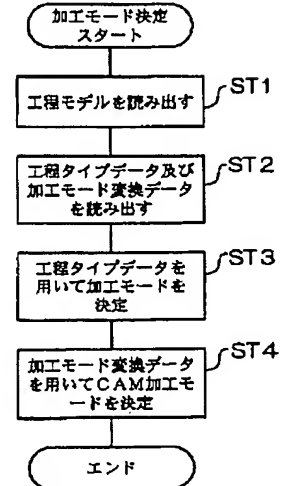 加工モード決定
スタート
工程モデルを読み出す
ST1
工程タイプデータ及び
加工モード変換データ
を読み出す
ST2
工程タイプデータを
用いて加工モードを
決定
ST3
加工モード変換データ
を用いてCAM加工モ
ードを決定
ST4
エンド